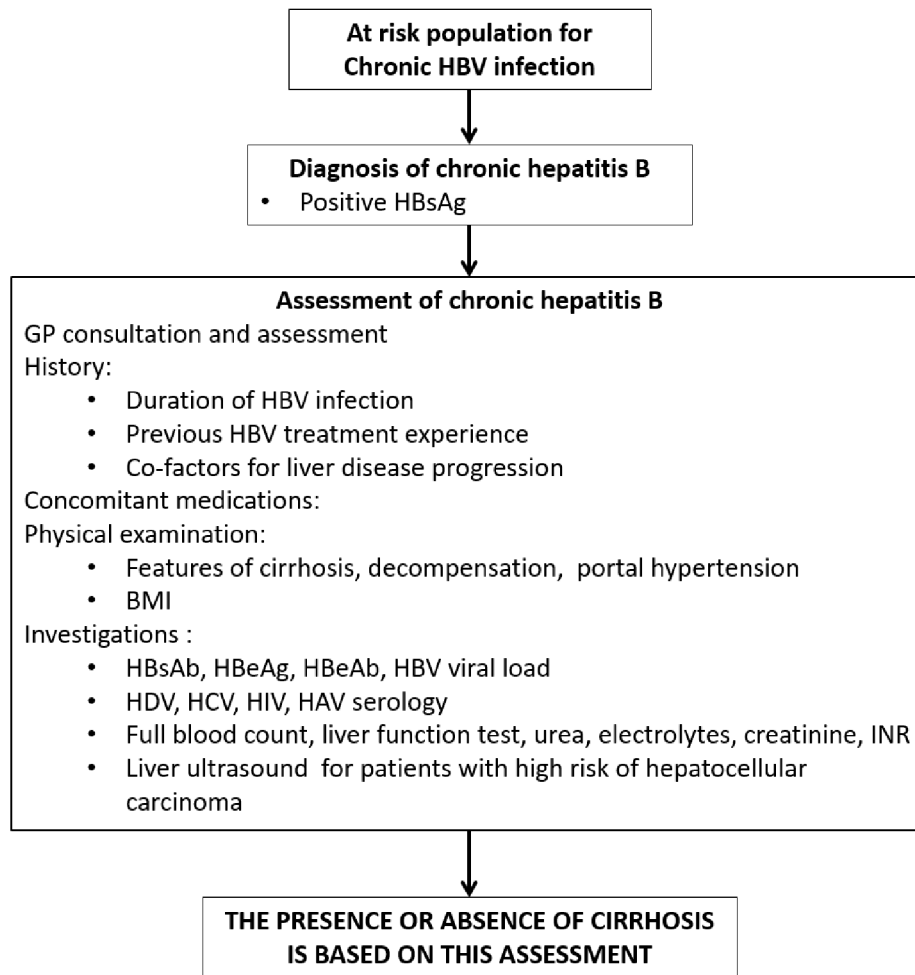 At risk population for
Chronic HBV infection
Diagnosis of chronic hepatitis B
• Positive HBsAg
Assessment of chronic hepatitis B
GP consultation and assessment
History:
• Duration of HBV infection
• Previous HBV treatment experience
• Co-factors for liver disease progression
Concomitant medications:
Physical examination:
• Features of cirrhosis, decompensation, portal hypertension
• BMI
Investigations :
• HBsAb, HBeAg, HBeAb, HBV viral load
• HDV, HCV, HIV, HAV serology
• Full blood count, liver function test, urea, electrolytes, creatinine, INR
• Liver ultrasound for patients with high risk of hepatocellular
carcinoma
THE PRESENCE OR ABSENCE OF CIRRHOSIS
IS BASED ON THIS ASSESSMENT